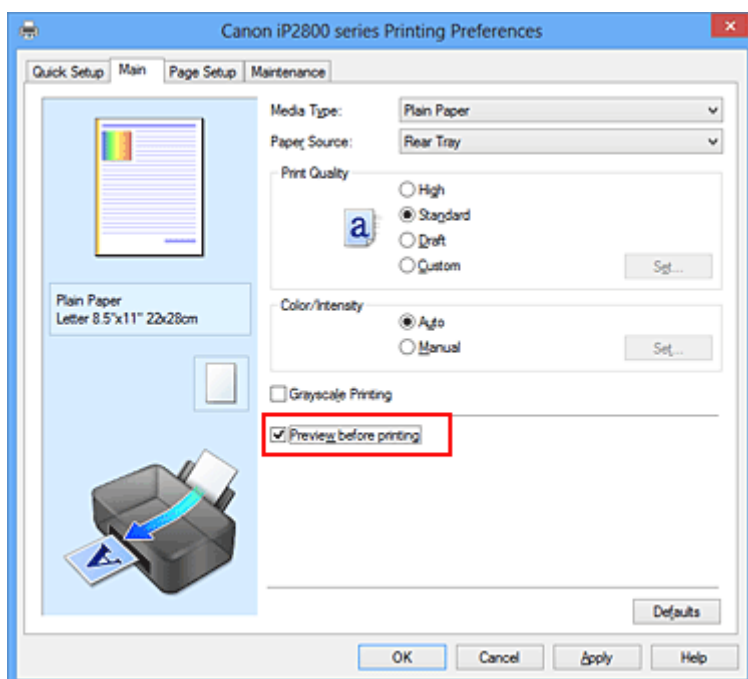 Canon iP2800 series Printing Preferences
Quick Setup Main Page Setup Maintenance
Media Type: Plain Paper
Paper Source: Rear Tray
Print Quality
High
a Standard
Draft
Custom Set...
Plain Paper
Letter 8.5"x11" 22x28cm
Color/Intensity
Auto
Manual Set...
Grayscale Printing
Preview before printing
A
Defaults
OK Cancel Apply Help